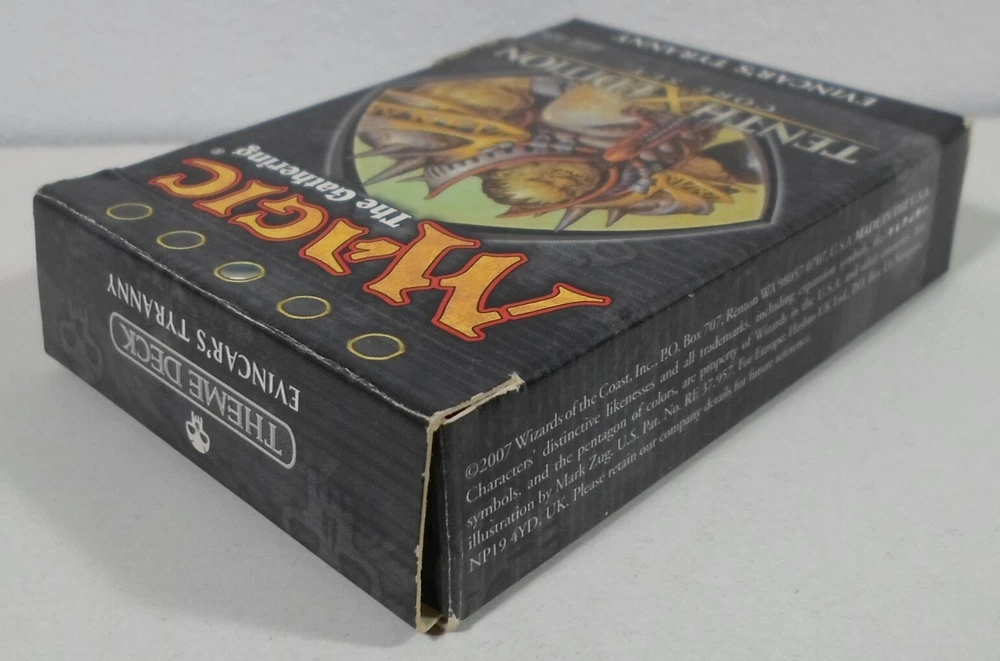 EVINCAR'S TYRANNY
TENTH EDITION
CORE SET
MAGIC
The Gathering®
EVINCAR'S TYRANNY
THEME DECK
©2007 Wizards of the Coast, Inc., P.O. Box 707, Renton WA 98057-0707, U.S.A. MADE IN THE U.S.A.
Characters' distinctive likenesses and all trademarks, including expansion symbols, the
symbols, and the pentagon of colors, are property of Wizards in the U.S.A. and other
illustration by Mark Zug. U.S. Pat. No. RE 37,957. For Europe: Hasbro UK Ltd., P.O. Box
NP19 4YD, UK. Please retain our company details for future reference.